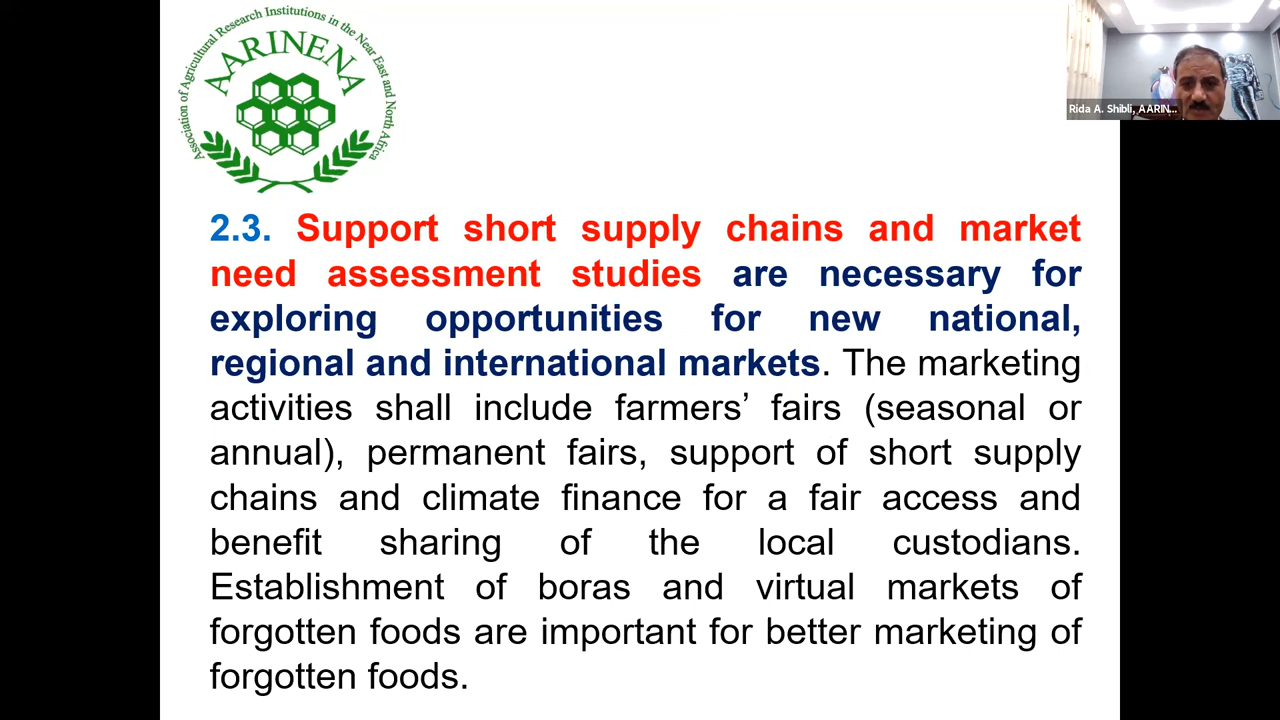 Association of Agricultural Research Institutions in the Near East and North Africa
AARINENA
Rida A. Shibli, AARIN...
2.3. Support short supply chains and market
need assessment studies are necessary for
exploring opportunities for new national,
regional and international markets. The marketing
activities shall include farmers’ fairs (seasonal or
annual), permanent fairs, support of short supply
chains and climate finance for a fair access and
benefit sharing of the local custodians.
Establishment of boras and virtual markets of
forgotten foods are important for better marketing of
forgotten foods.